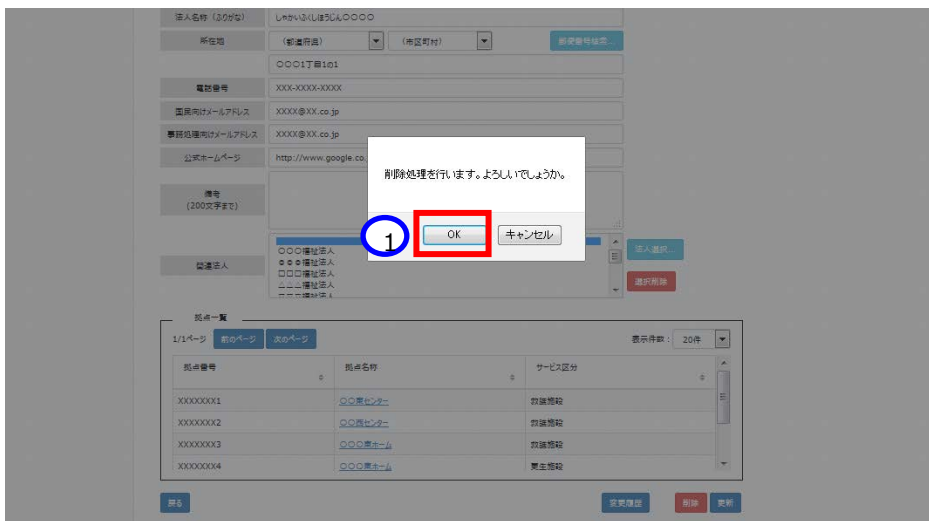 法人名称（ふりがな） しゃかいふくしほうじん〇〇〇〇
所在地 （都道府県） （市区町村） 郵便番号検索...
〇〇〇1丁目1の1
電話番号 XXX-XXXX-XXXX
国民向けメールアドレス XXXX@XX.co.jp
事務処理向けメールアドレス XXXX@XX.co.jp
公式ホームページ http://www.google.co.
削除処理を行います。よろしいでしょうか。
備考
(200文字まで)
1 OK キャンセル
〇〇〇福祉法人 法人選択...
◎◎◎福祉法人
関連法人 □□□福祉法人
△△△福祉法人 選択削除
拠点一覧
1/1ページ 前のページ 次のページ 表示件数： 20件
拠点番号 拠点名称 サービス区分
XXXXXXX1 〇〇東センター 救護施設
XXXXXXX2 〇〇西センター 救護施設
XXXXXXX3 〇〇〇東ホーム 救護施設
XXXXXXX4 〇〇〇東ホーム 更生施設
戻る 変更履歴 削除 更新